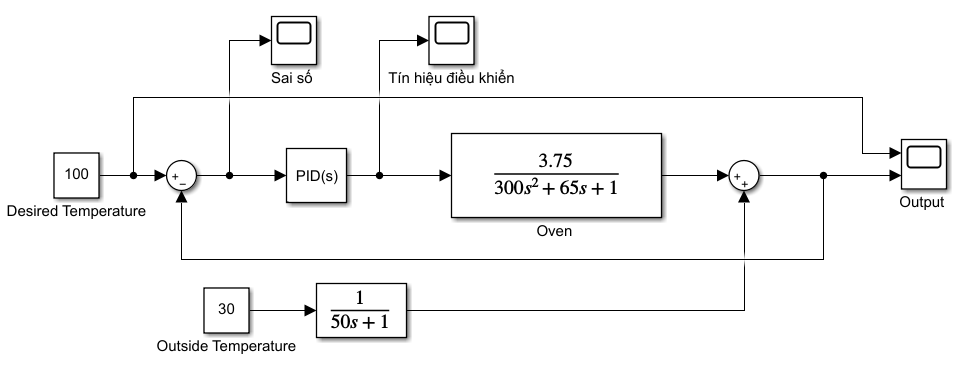 Sai số
Tín hiệu điều khiển
100
Desired Temperature
+
−
PID(s)
3.75
300s² + 65s + 1
Oven
+
+
Output
30
Outside Temperature
1
50s + 1